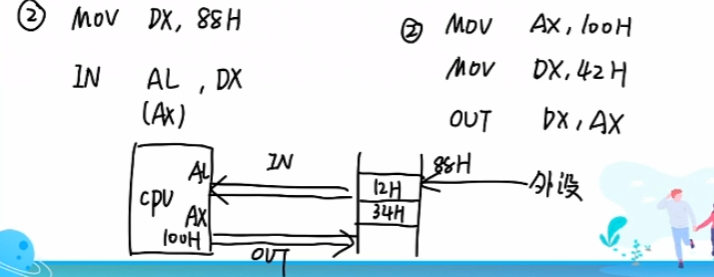 ② MOV DX, 88H
IN AL, DX
(AX)
② MOV AX, 100H
MOV DX, 42H
OUT DX, AX
CPU
AL
AX
100H
IN
OUT
12H
34H
88H
外设